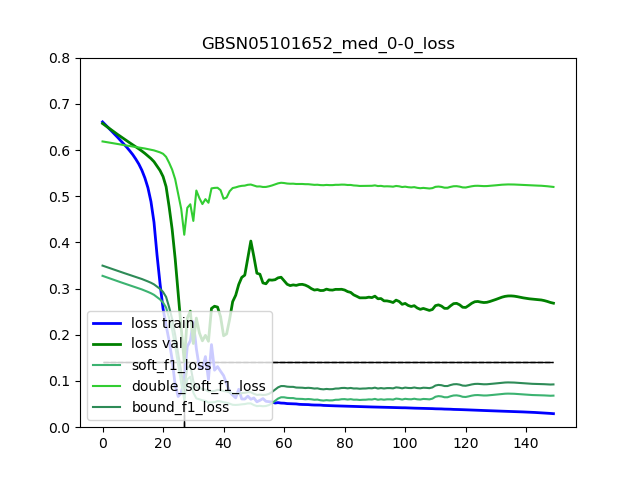 GBSN05101652_med_0-0_loss
0.8
0.7
0.6
0.5
0.4
0.3
0.2
0.1
0.0
loss train
loss val
soft_f1_loss
double_soft_f1_loss
bound_f1_loss
0 20 40 60 80 100 120 140